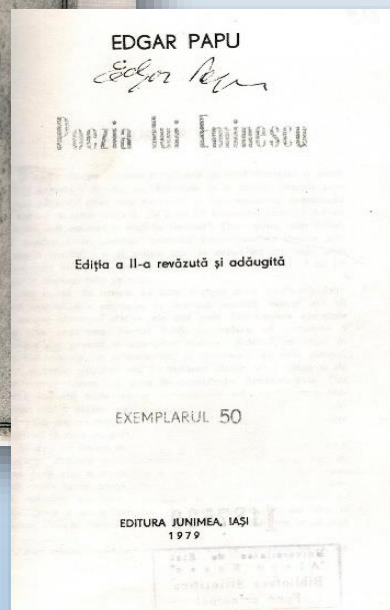 EDGAR PAPU
Edgar Papu
Poezia lui Eminescu
Ediția a II-a revăzută și adăugită
EXEMPLARUL 50
EDITURA JUNIMEA, IAȘI
1979